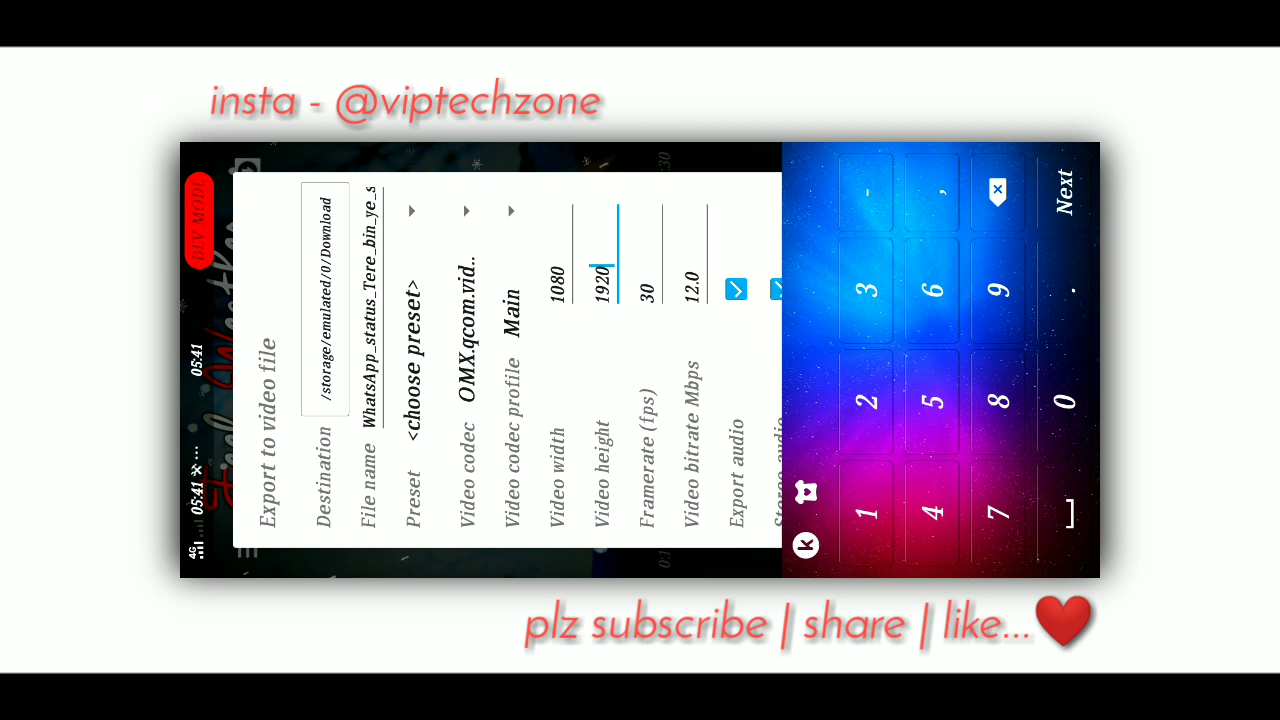 insta - @viptechzone
DEV MODE
4G 05:41 05:41
Export to video file
Destination /storage/emulated/0/Download
File name WhatsApp_status_Tere_bin_ye_s
Preset <choose preset>
Video codec OMX.qcom.vid..
Video codec profile Main
Video width 1080
Video height 1920
Framerate (fps) 30
Video bitrate Mbps 12.0
Export audio
Stereo audio
k
1 2 3 -
4 5 6 ,
7 8 9
0 . Next
plz subscribe | share | like...❤️